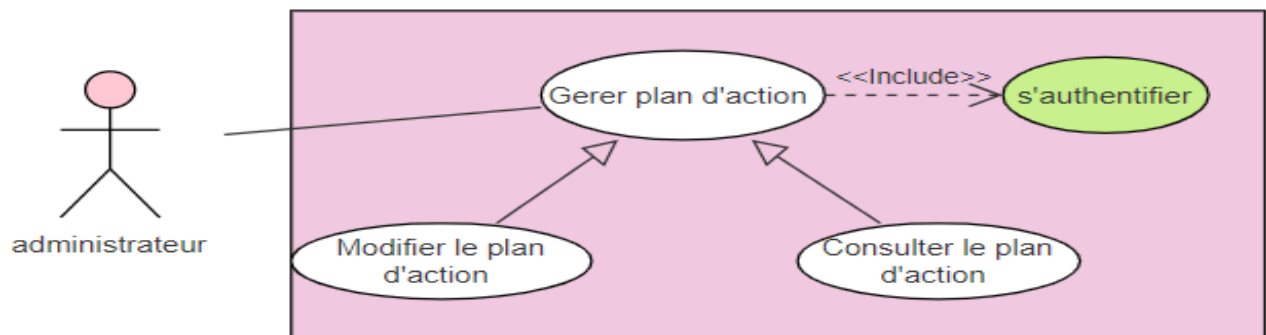 <<Include>>
Gerer plan d'action
s'authentifier
administrateur
Modifier le plan
d'action
Consulter le plan
d'action